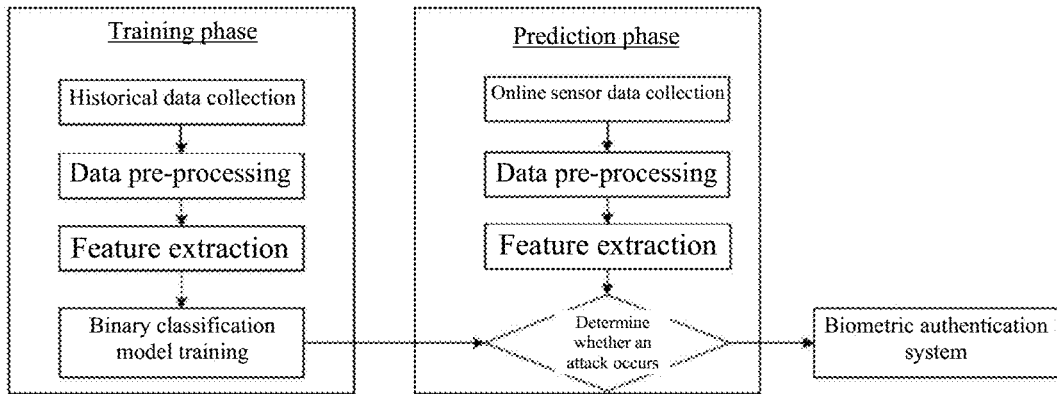 Training phase
Historical data collection
Data pre-processing
Feature extraction
Binary classification
model training
Prediction phase
Online sensor data collection
Data pre-processing
Feature extraction
Determine
whether an
attack occurs
Biometric authentication
system